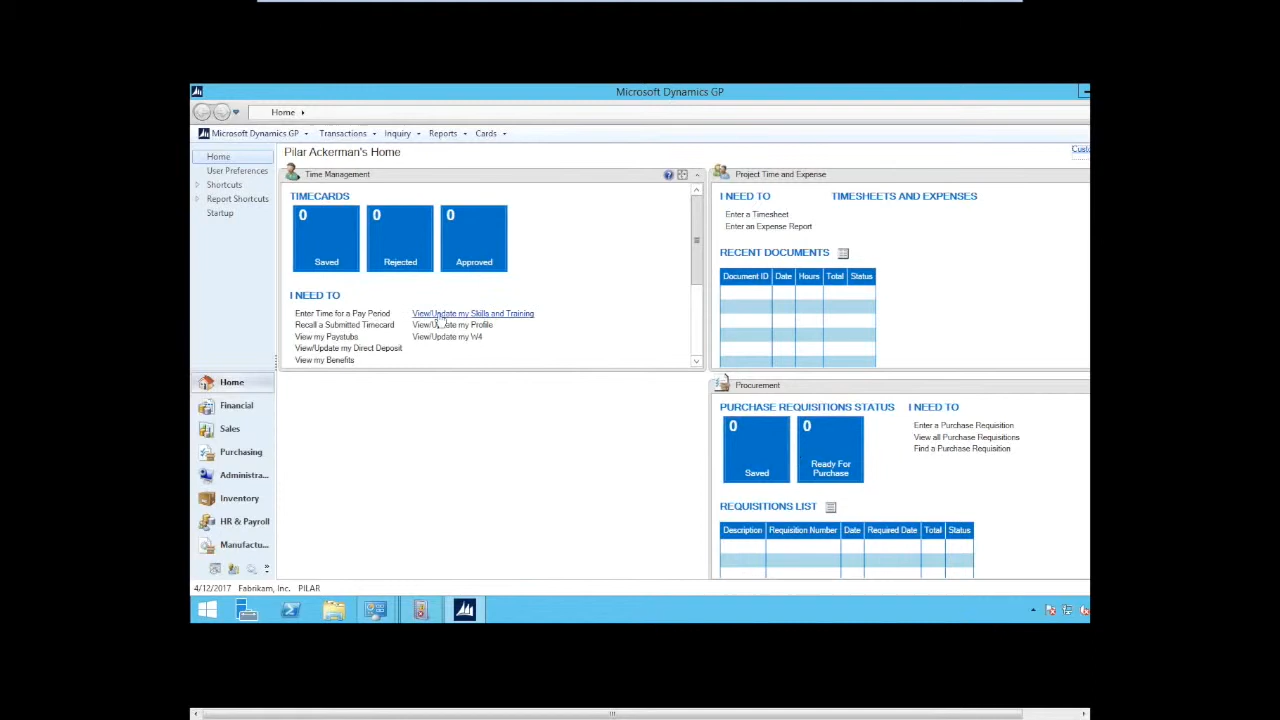 Microsoft Dynamics GP
Home
Microsoft Dynamics GP Transactions Inquiry Reports Cards
Pilar Ackerman's Home
Home
User Preferences
Shortcuts
Report Shortcuts
Startup
Home
Financial
Sales
Purchasing
Administra...
Inventory
HR & Payroll
Manufactu...
Time Management
TIMECARDS
0 0 0
Saved Rejected Approved
I NEED TO
Enter Time for a Pay Period View/Update my Skills and Training
Recall a Submitted Timecard View/Update my Profile
View my Paystubs View/Update my W4
View/Update my Direct Deposit
View my Benefits
Project Time and Expense
I NEED TO TIMESHEETS AND EXPENSES
Enter a Timesheet
Enter an Expense Report
RECENT DOCUMENTS
Document ID Date Hours Total Status
Procurement
PURCHASE REQUISITIONS STATUS I NEED TO
0 0
Saved
Ready For
Purchase
Enter a Purchase Requisition
View all Purchase Requisitions
Find a Purchase Requisition
REQUISITIONS LIST
Description Requisition Number Date Required Date Total Status
4/12/2017 Fabrikam, Inc. PILAR